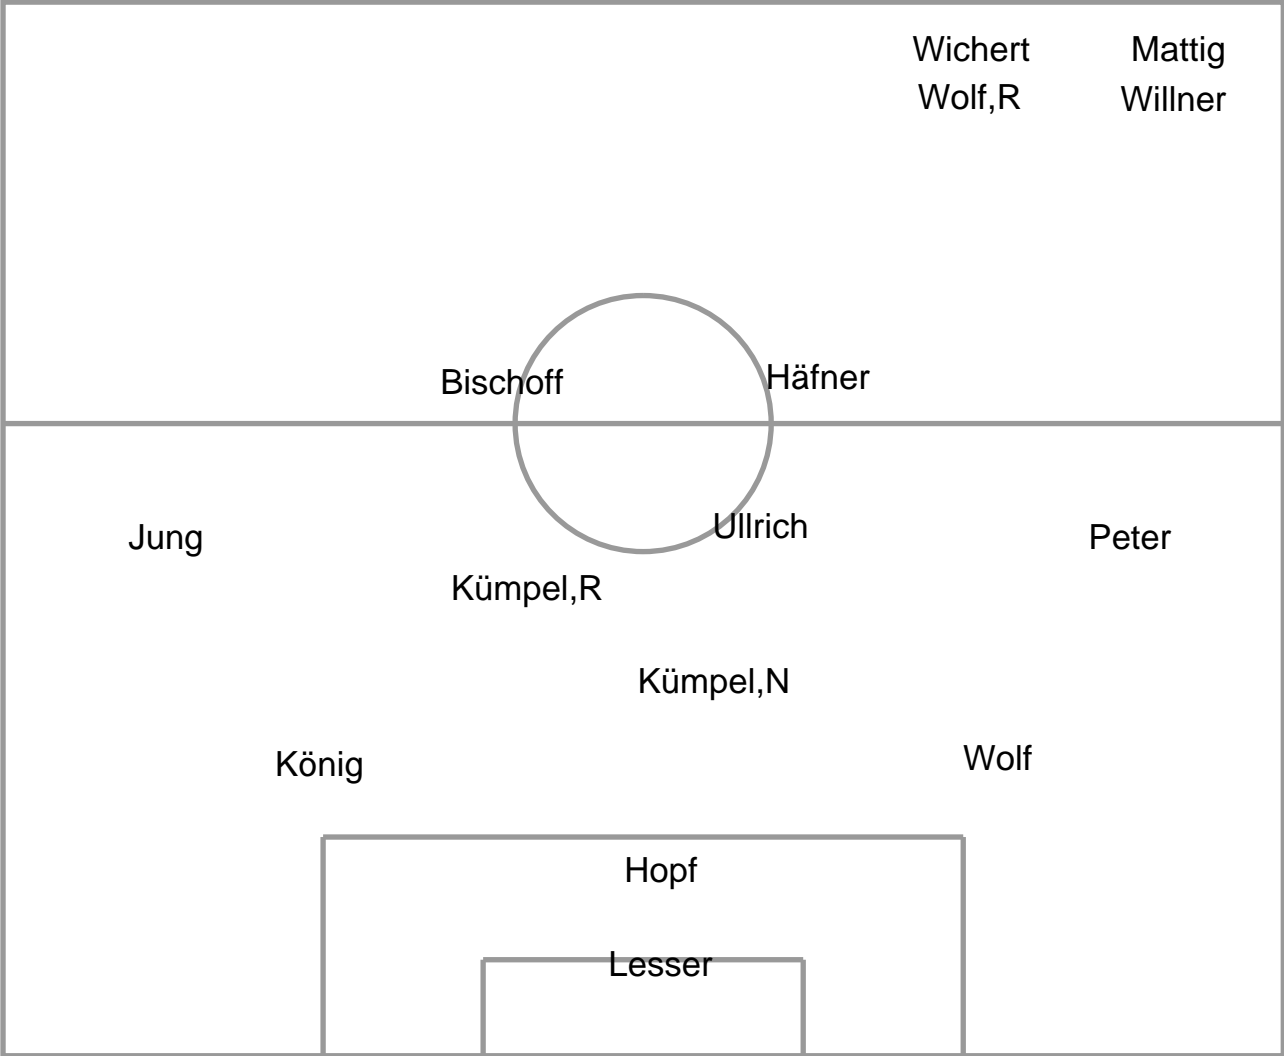 Wichert Mattig
Wolf,R Willner
Bischoff Häfner
Jung Ullrich Peter
Kümpel,R
Kümpel,N
König Wolf
Hopf
Lesser